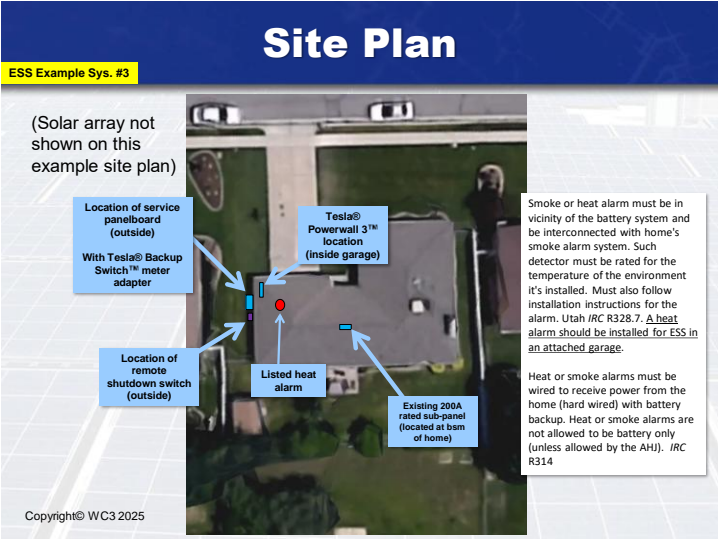 Site Plan
ESS Example Sys. #3
(Solar array not
shown on this
example site plan)
Location of service
panelboard
(outside)
With Tesla® Backup
Switch™ meter
adapter
Tesla®
Powerwall 3™
location
(inside garage)
Location of
remote
shutdown switch
(outside)
Listed heat
alarm
Existing 200A
rated sub-panel
(located at bsm
of home)
Smoke or heat alarm must be in
vicinity of the battery system and
be interconnected with home's
smoke alarm system. Such
detector must be rated for the
temperature of the environment
it's installed. Must also follow
installation instructions for the
alarm. Utah IRC R328.7. A heat
alarm should be installed for ESS in
an attached garage.
Heat or smoke alarms must be
wired to receive power from the
home (hard wired) with battery
backup. Heat or smoke alarms are
not allowed to be battery only
(unless allowed by the AHJ). IRC
R314
Copyright© WC3 2025